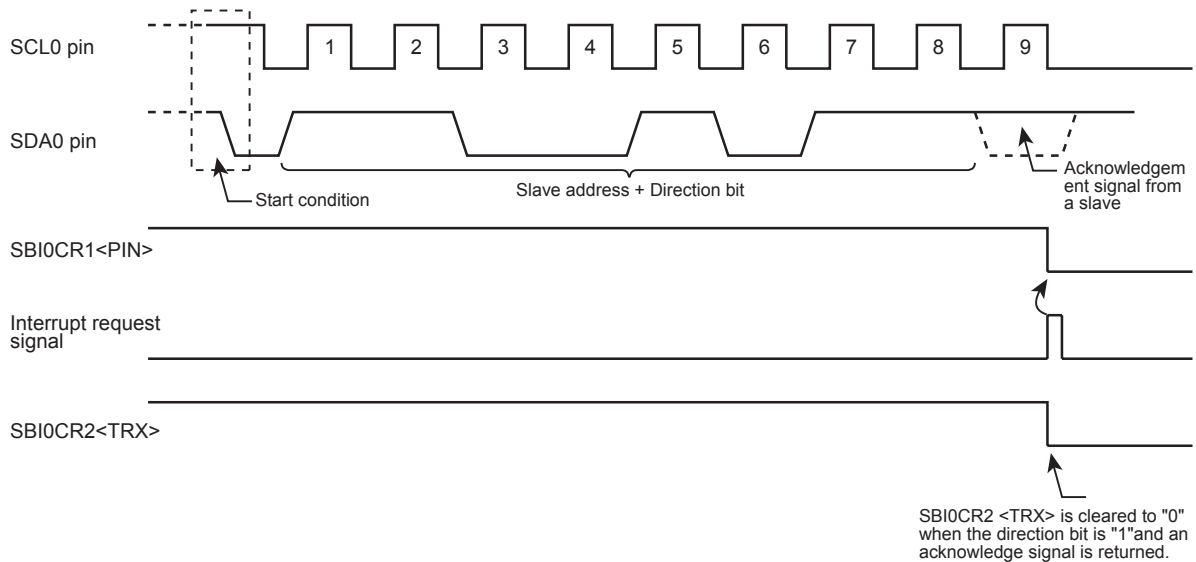 SCL0 pin
1 2 3 4 5 6 7 8 9
SDA0 pin
Start condition
Slave address + Direction bit
Acknowledgem
ent signal from
a slave
SBI0CR1<PIN>
Interrupt request
signal
SBI0CR2<TRX>
SBI0CR2 <TRX> is cleared to "0"
when the direction bit is "1"and an
acknowledge signal is returned.